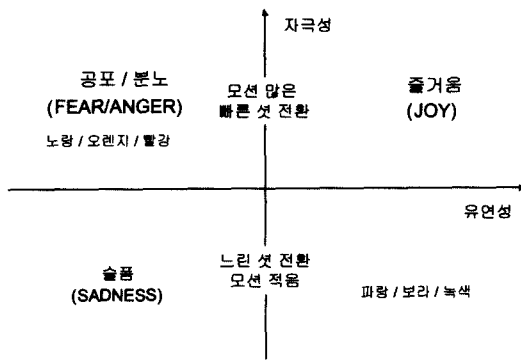 자극성
공포 / 분노
(FEAR/ANGER)
노랑 / 오렌지 / 빨강
모션 많은
빠른 셧 전환
즐거움
(JOY)
유연성
슬픔
(SADNESS)
느린 셧 전환
모션 적음
파랑 / 보라 / 녹색